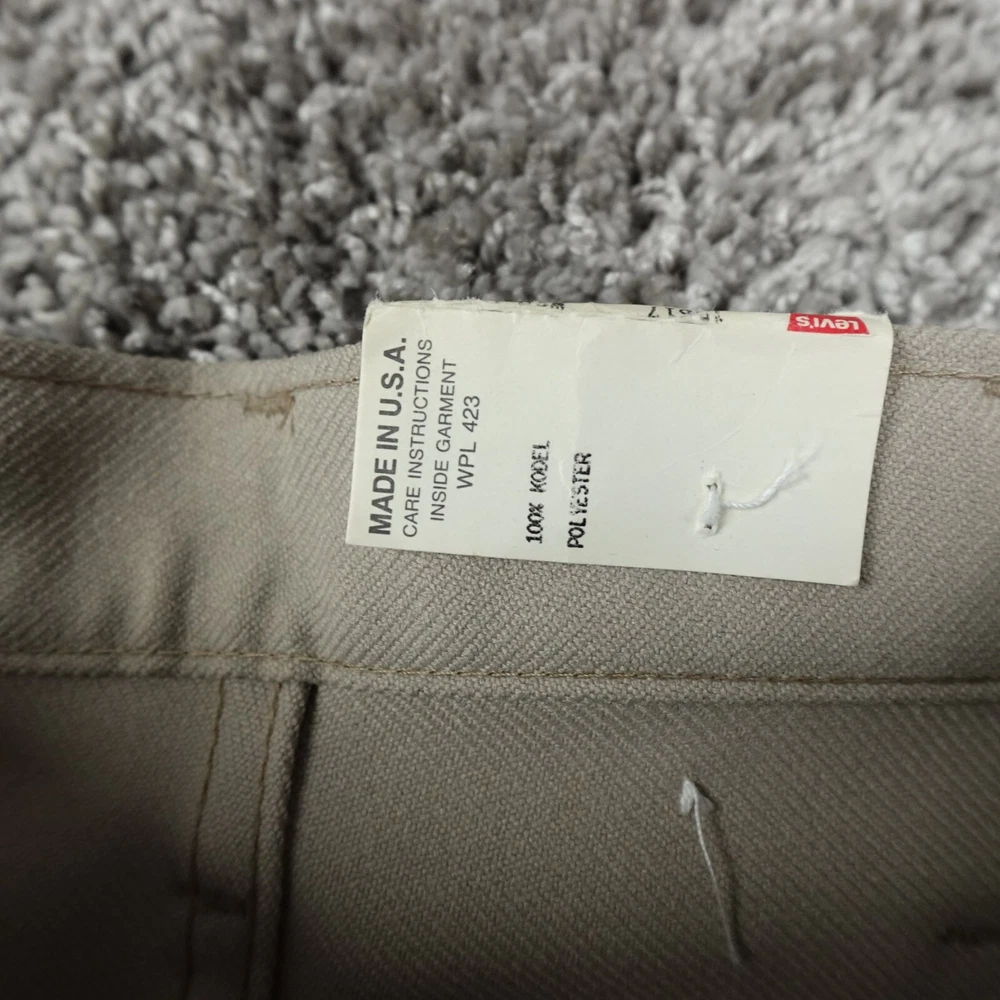 MADE IN U.S.A.
CARE INSTRUCTIONS
INSIDE GARMENT
WPL 423
100% KODEL
POLYESTER
Levi's